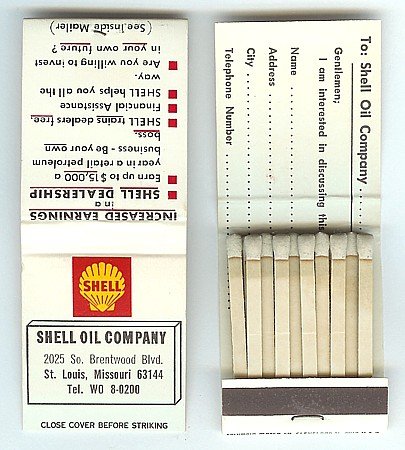 INCREASED EARNINGS
in a
SHELL DEALERSHIP
Earn up to $15,000 a
year in a retail petroleum
business - Be your own
boss.
SHELL trains dealers, free.
Financial Assistance
SHELL helps you all the
way.
Are you willing to invest
in your own future?
(See Inside Mailer)
SHELL
SHELL OIL COMPANY
2025 So. Brentwood Blvd.
St. Louis, Missouri 63144
Tel. WO 8-0200
CLOSE COVER BEFORE STRIKING
To: Shell Oil Company
Gentlemen;
I am interested in discussing this
Name
Address
City
Telephone Number